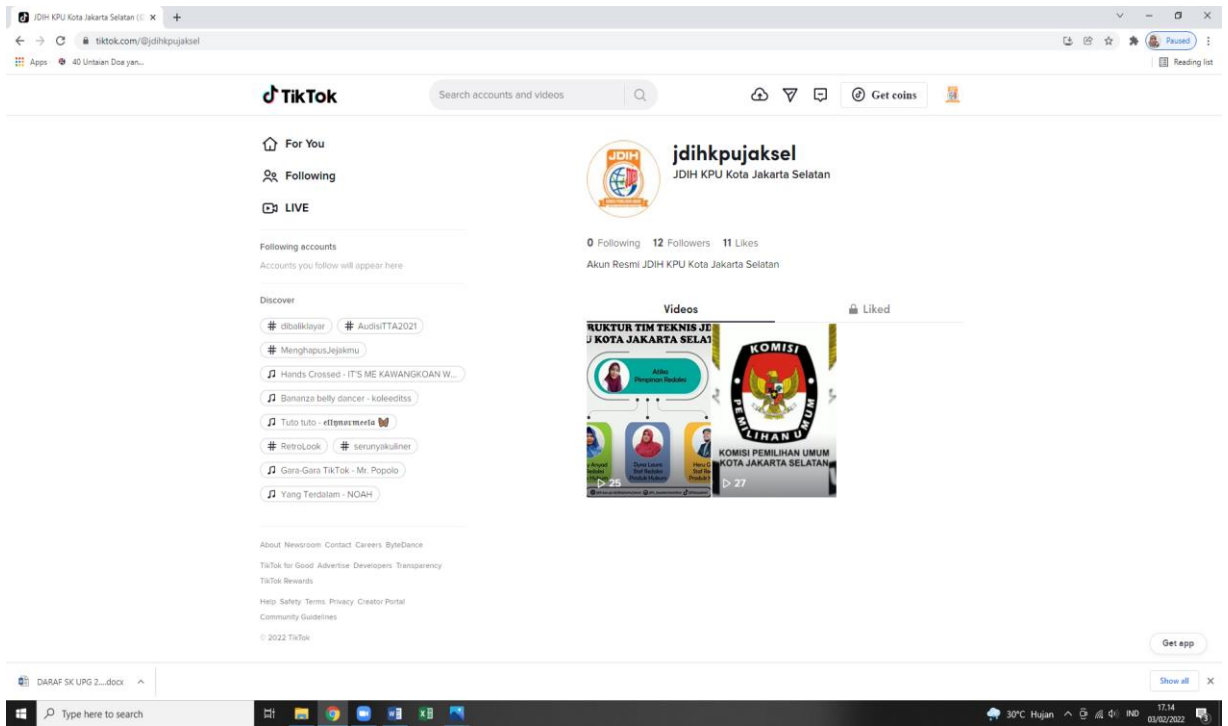 JDIH KPU Kota Jakarta Selatan (
tiktok.com/@jdihkpujaksel
Paused
Apps
40 Untaian Doa yan...
Reading list
TikTok
Search accounts and videos
Get coins
For You
Following
LIVE
Following accounts
Accounts you follow will appear here
Discover
# dibaliklayar
# AudisiTTA2021
# MenghapusJejakmu
Hands Crossed - IT'S ME KAWANGKOAN W...
Bananza belly dancer - koleeditss
Tuto tuto - ellynormeela
# RetroLook
# serunyakuliner
Gara-Gara TikTok - Mr. Popolo
Yang Terdalam - NOAH
About Newsroom Contact Careers ByteDance
TikTok for Good Advertise Developers Transparency
TikTok Rewards
Help Safety Terms Privacy Creator Portal
Community Guidelines
© 2022 TikTok
JDIH
jdihkpujaksel
JDIH KPU Kota Jakarta Selatan
0 Following 12 Followers 11 Likes
Akun Resmi JDIH KPU Kota Jakarta Selatan
Videos
Liked
RUKTUR TIM TEKNIS JD
U KOTA JAKARTA SELAT
Atika
Pimpinan Redaksi
Staf Redaksi
Produk Hukum
25
KOMISI
PEMILIHAN UMUM
KOMISI PEMILIHAN UMUM
KOTA JAKARTA SELATAN
27
Get app
DARAF SK UPG 2....docx
Show all
Type here to search
30°C Hujan
IND
17.14
03/02/2022